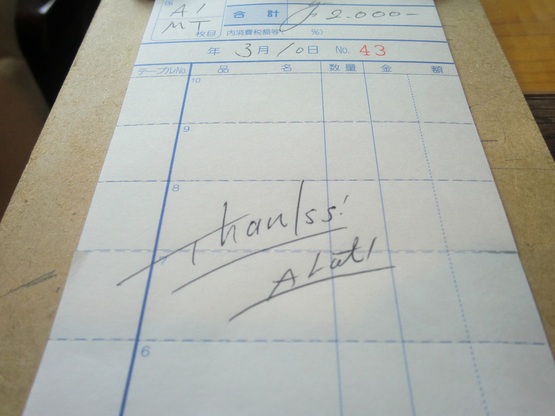 A1
MT
枚目
合計 2.000-
内消費税額等 %)
年 3月10日 No. 43
テーブルNo. 品名 数量 金額
10
9
8
Thankss!
A Lot!
6